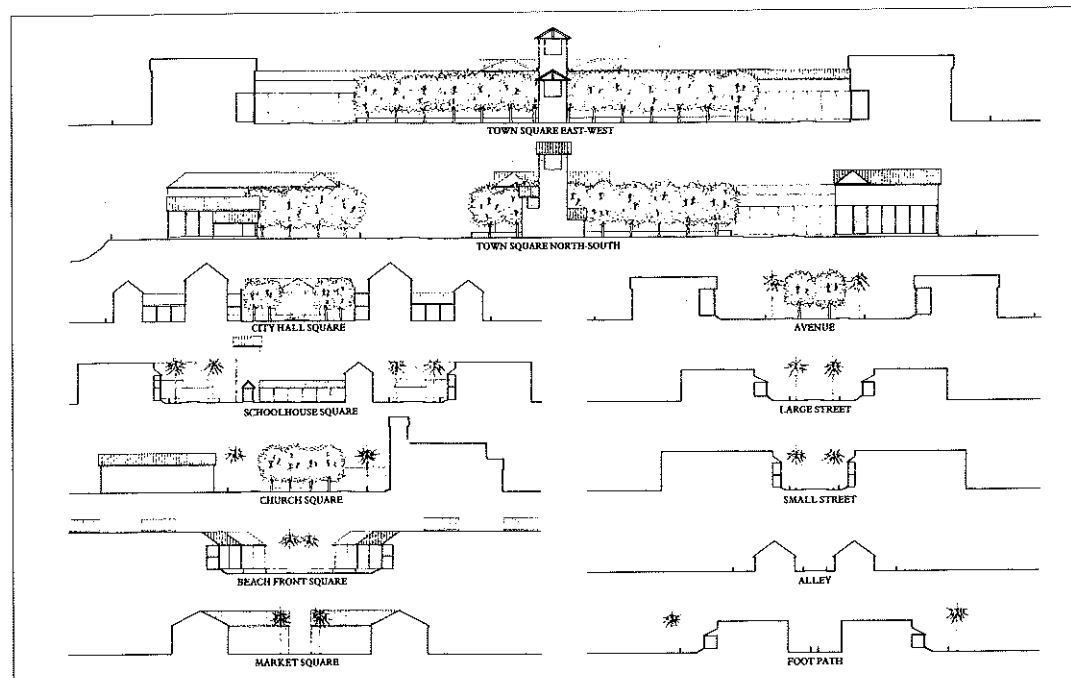 TOWN SQUARE EAST-WEST
TOWN SQUARE NORTH-SOUTH
CITY HALL SQUARE
AVENUE
SCHOOLHOUSE SQUARE
LARGE STREET
CHURCH SQUARE
SMALL STREET
BEACH FRONT SQUARE
ALLEY
MARKET SQUARE
FOOT PATH